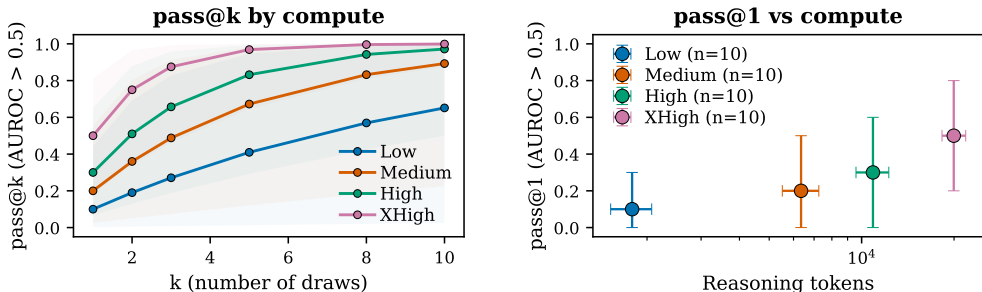 pass@k by compute
pass@k (AUROC > 0.5)
1.0
0.8
0.6
0.4
0.2
0.0
2
4
6
8
10
k (number of draws)
Low
Medium
High
XHigh
pass@1 vs compute
pass@1 (AUROC > 0.5)
1.0
0.8
0.6
0.4
0.2
0.0
10⁴
Reasoning tokens
Low (n=10)
Medium (n=10)
High (n=10)
XHigh (n=10)